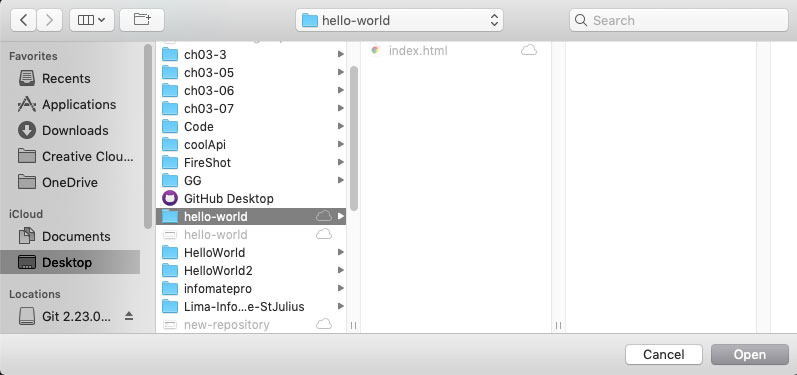 hello-world
Search
Favorites
Recents
Applications
Downloads
Creative Clou...
OneDrive
iCloud
Documents
Desktop
Locations
Git 2.23.0...
ch03-3
ch03-05
ch03-06
ch03-07
Code
coolApi
FireShot
GG
GitHub Desktop
hello-world
hello-world
HelloWorld
HelloWorld2
infomatepro
Lima-Info...e-StJulius
new-repository
index.html
Cancel
Open